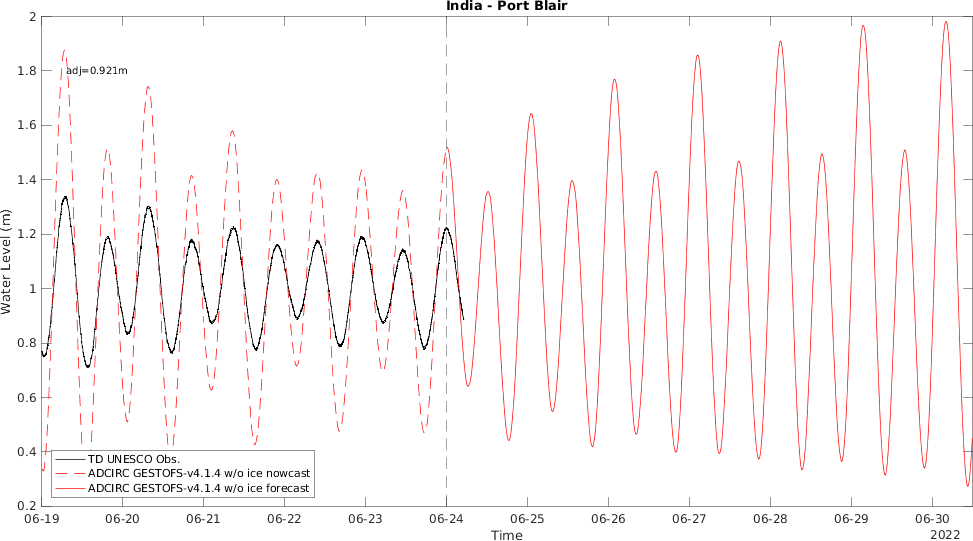 India - Port Blair
2
1.8
1.6
1.4
1.2
1
0.8
0.6
0.4
0.2
Water Level (m)
adj=0.921m
TD UNESCO Obs.
ADCIRC GESTOFS-v4.1.4 w/o ice nowcast
ADCIRC GESTOFS-v4.1.4 w/o ice forecast
06-19 06-20 06-21 06-22 06-23 06-24 06-25 06-26 06-27 06-28 06-29 06-30
2022
Time